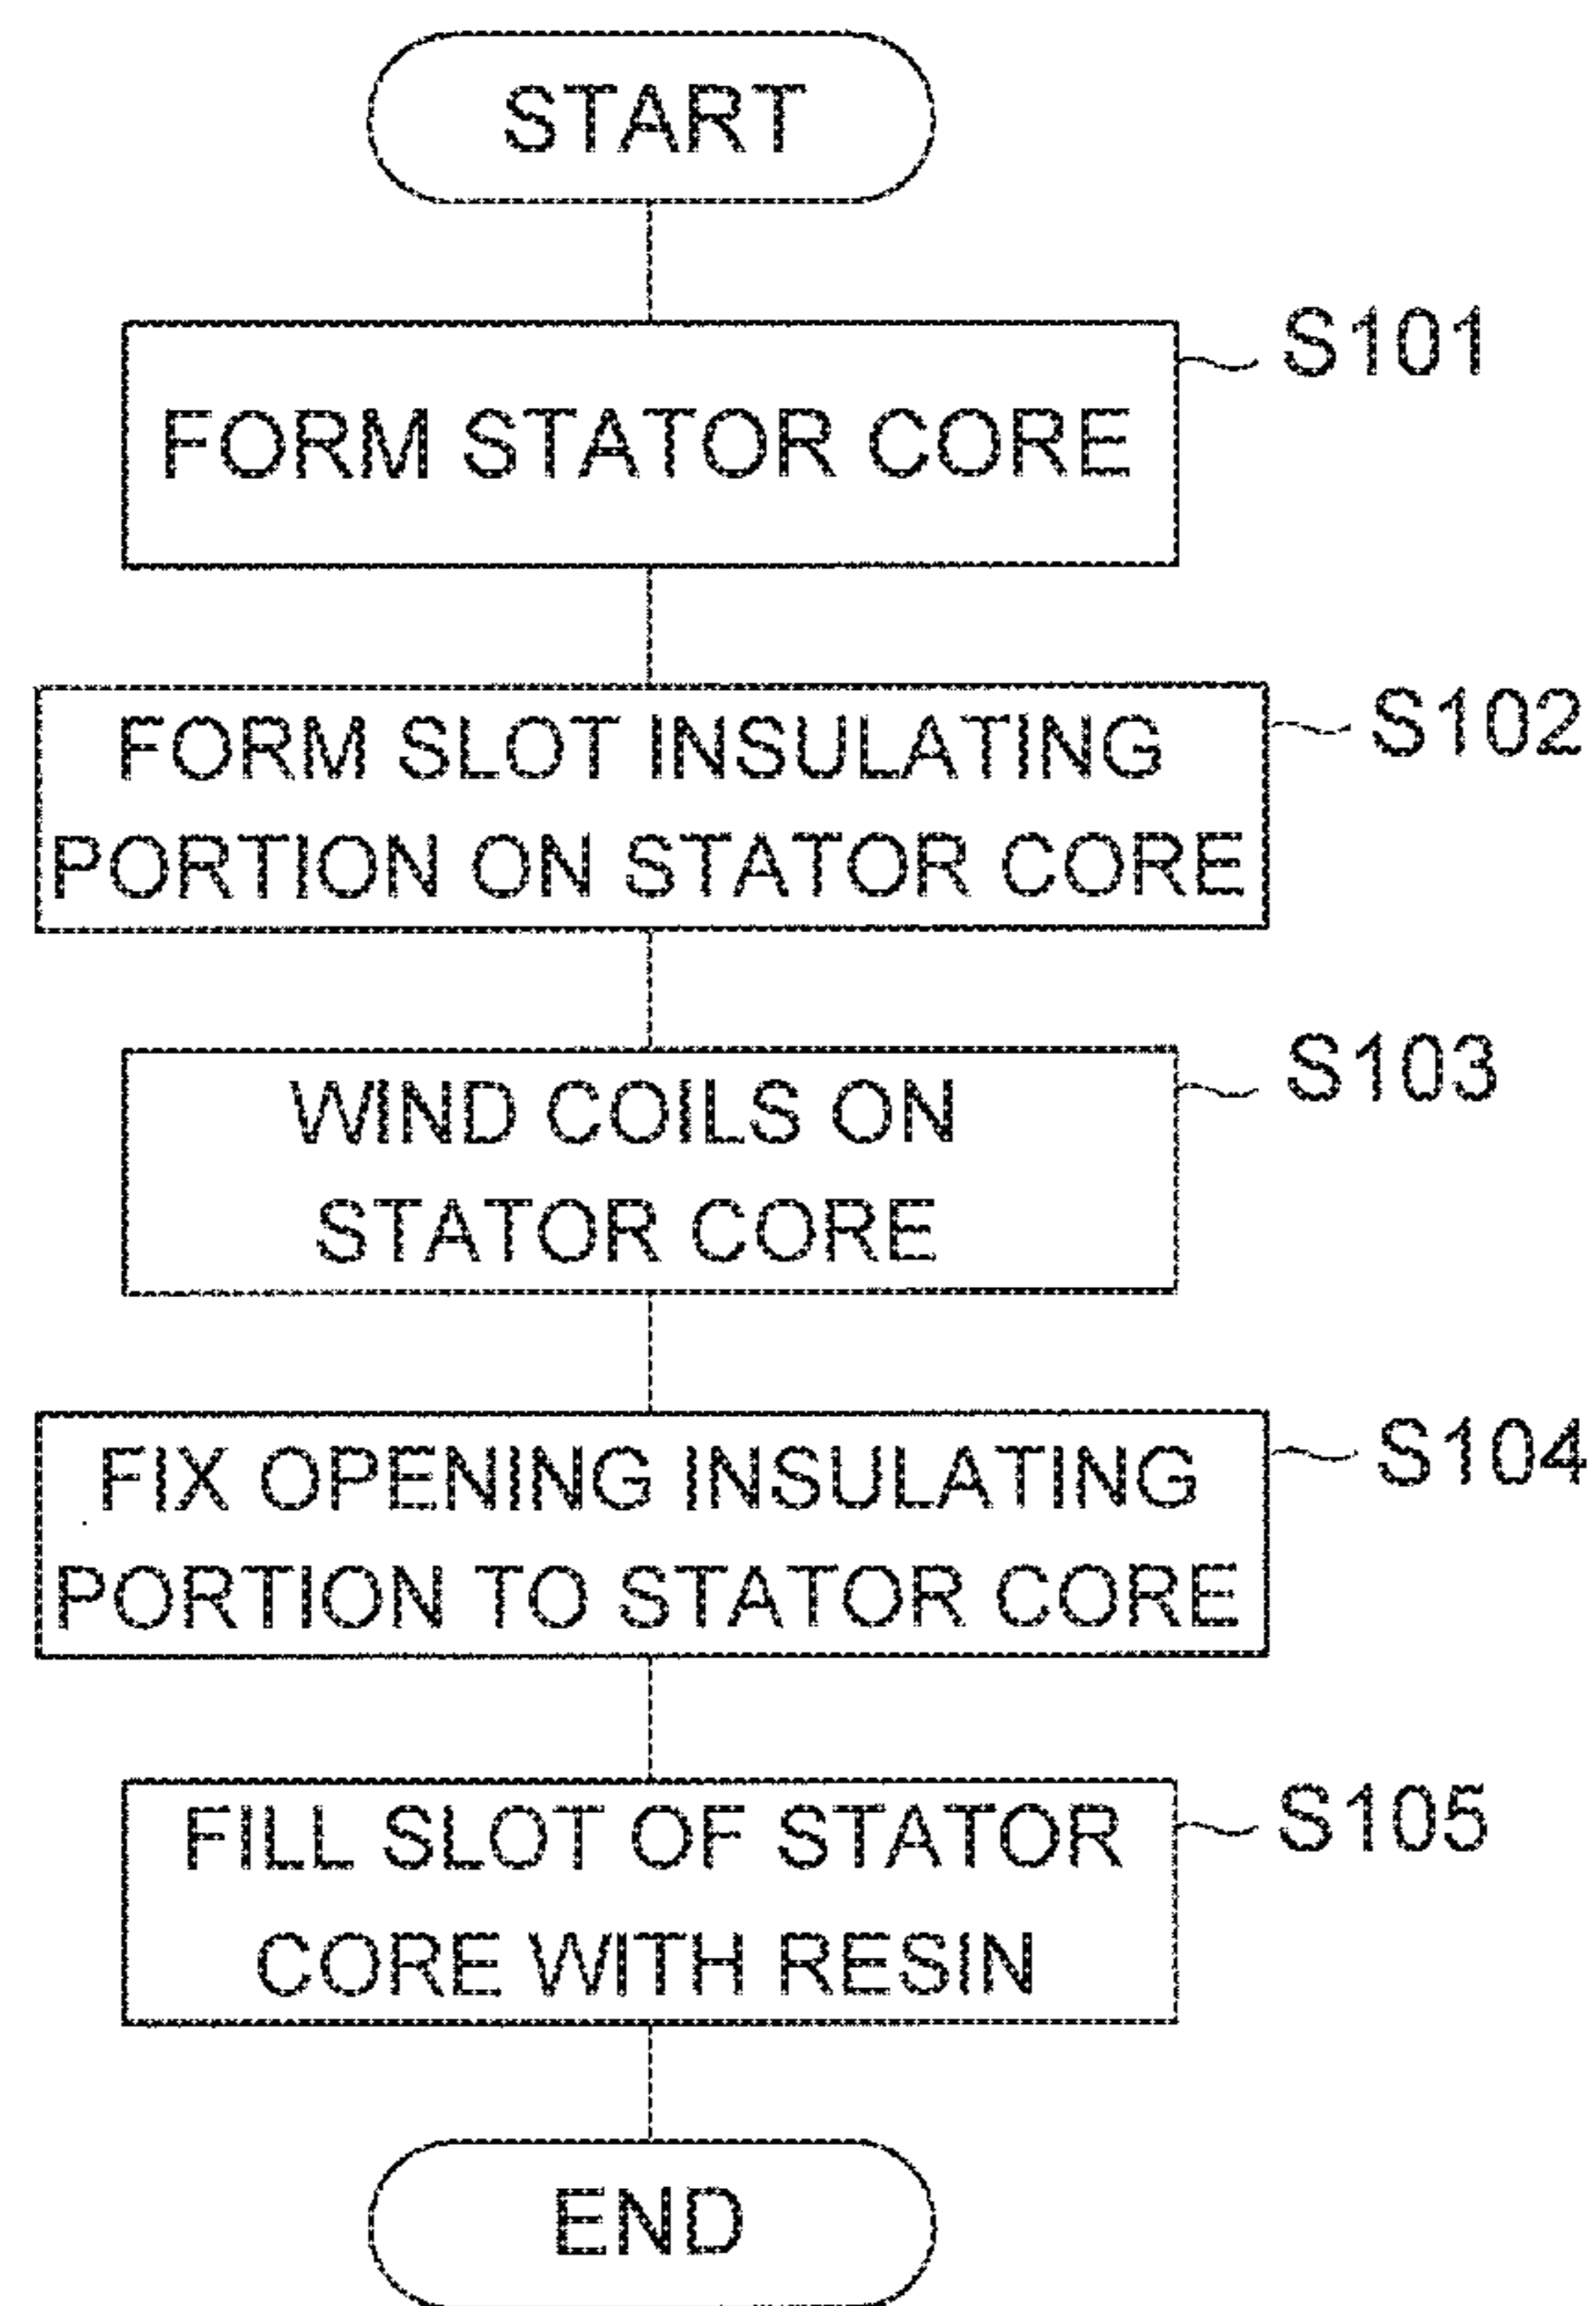 START
FORM STATOR CORE
S101
FORM SLOT INSULATING
PORTION ON STATOR CORE
S102
WIND COILS ON
STATOR CORE
S103
FIX OPENING INSULATING
PORTION TO STATOR CORE
S104
FILL SLOT OF STATOR
CORE WITH RESIN
S105
END